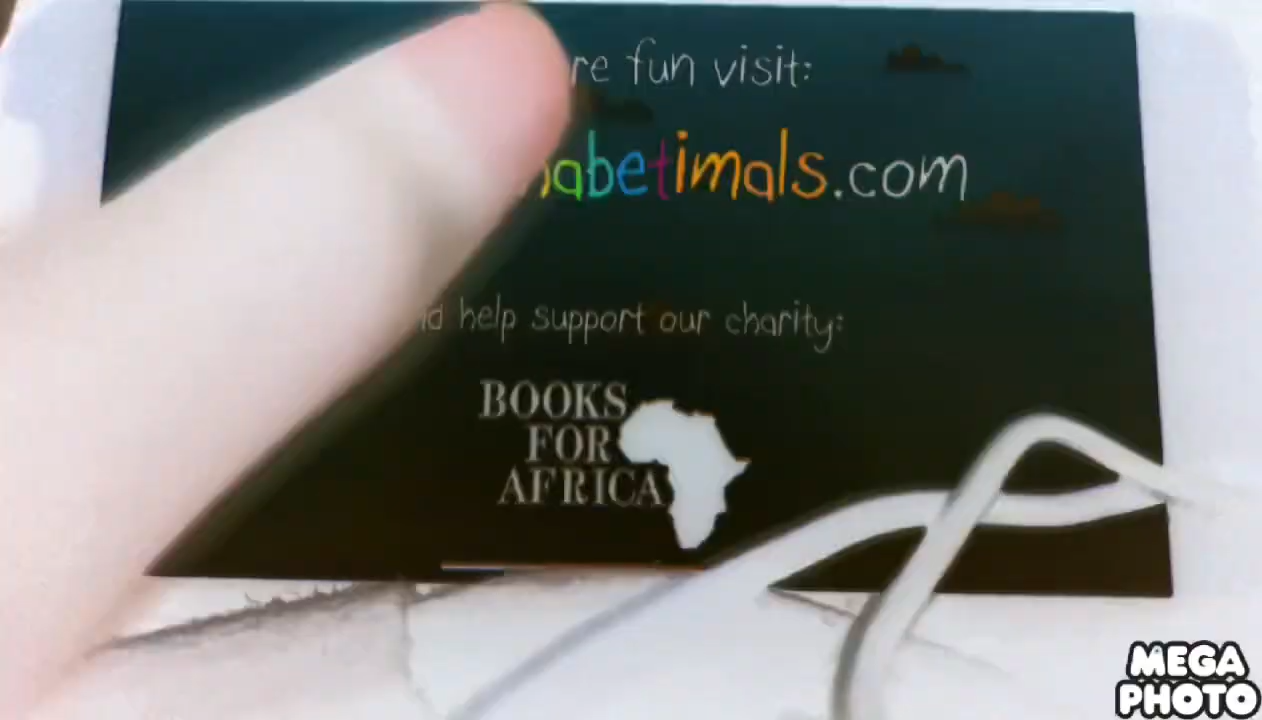 re fun visit:
abetimals.com
help support our charity:
BOOKS
FOR
AFRICA
MEGA
PHOTO